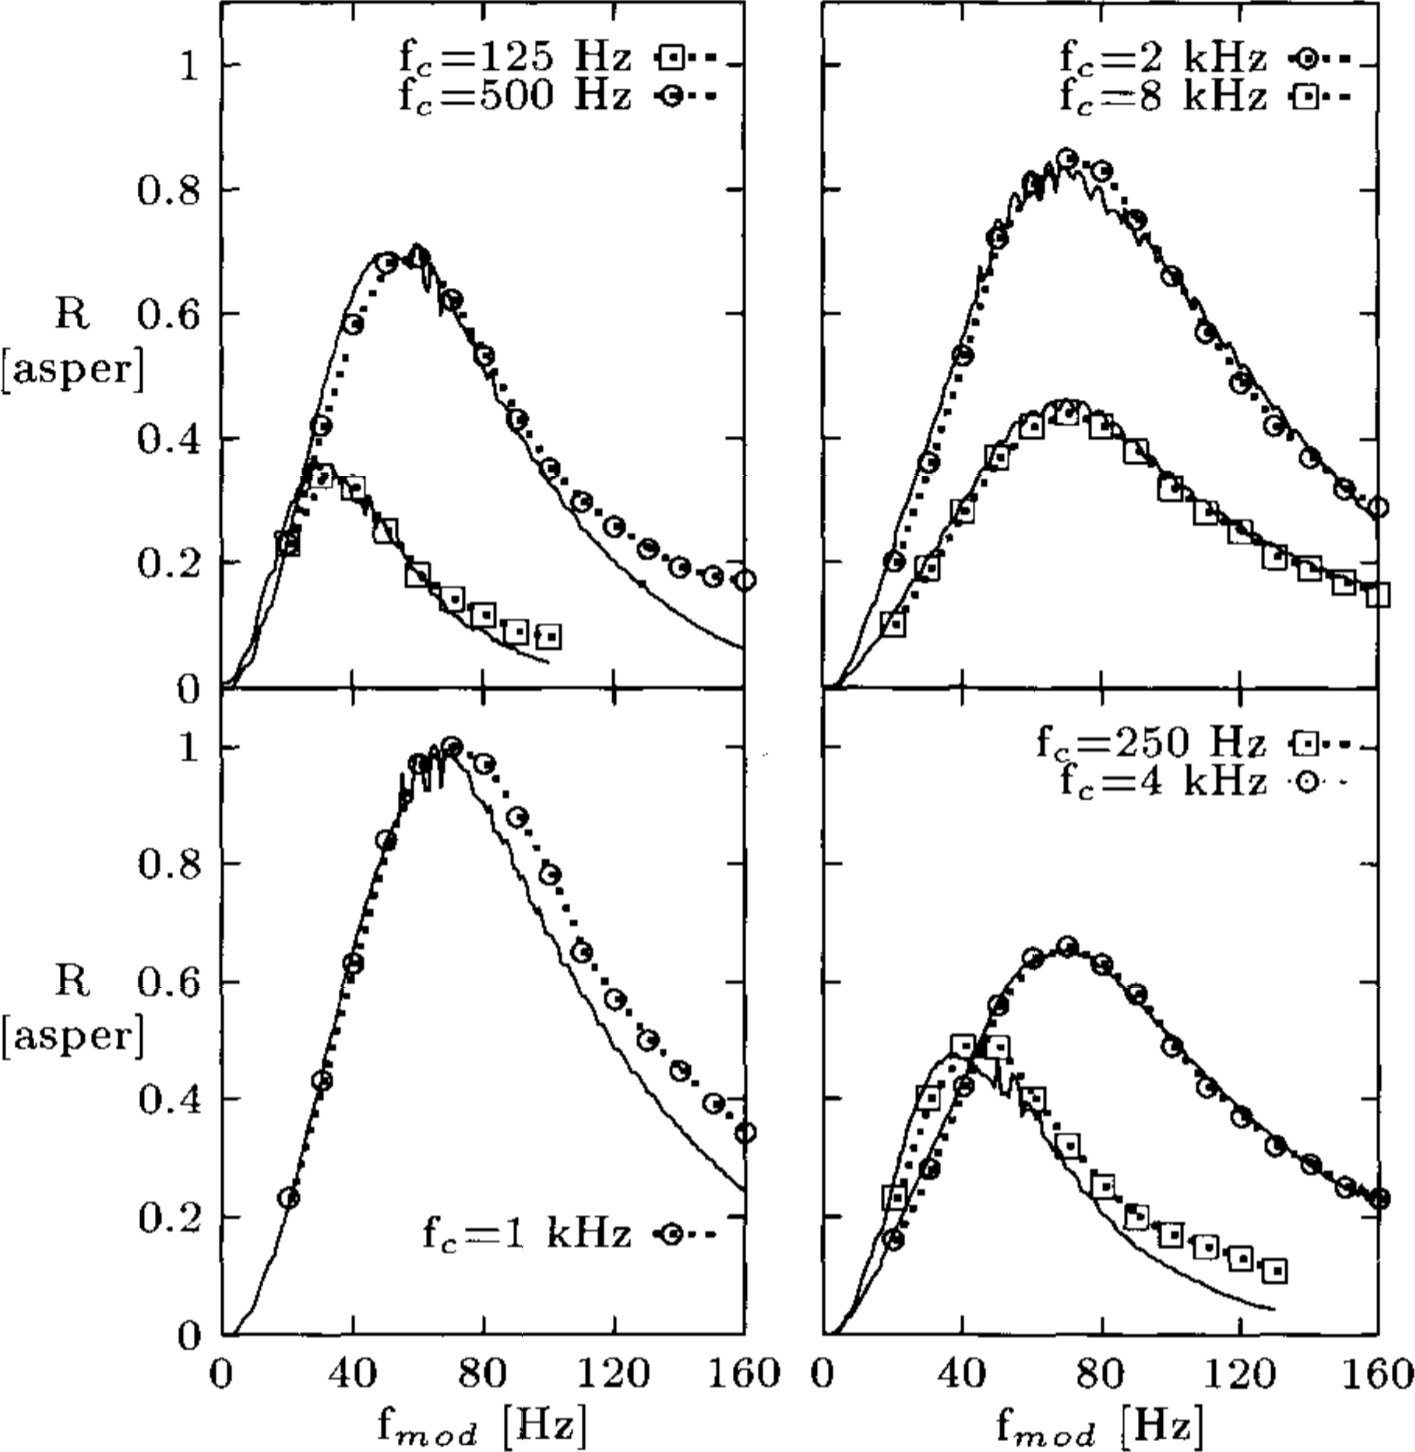 f_c=125 Hz
f_c=500 Hz
1
0.8
R 0.6
[asper]
0.4
0.2
0
f_c=2 kHz
f_c=8 kHz
1
0.8
R 0.6
[asper]
0.4
0.2
0
f_c=1 kHz
0 40 80 120 160
f_mod [Hz]
f_c=250 Hz
f_c=4 kHz
0 40 80 120 160
f_mod [Hz]